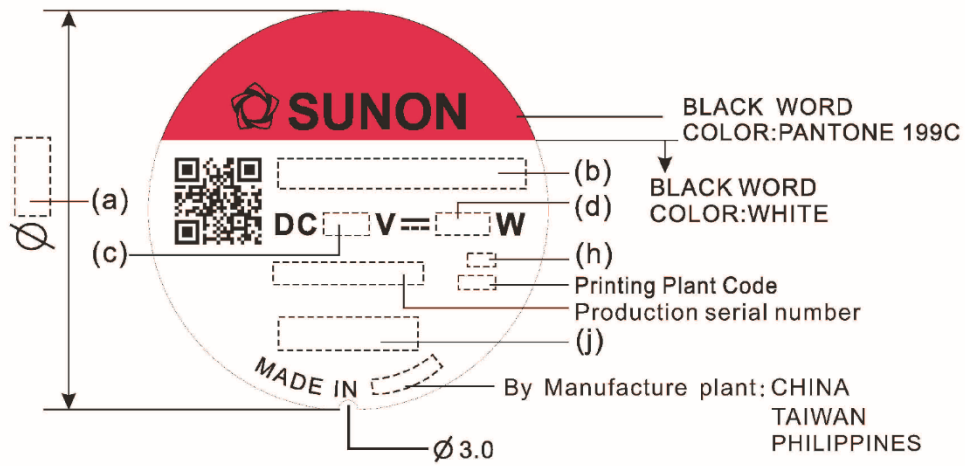 SUNON
BLACK WORD
COLOR:PANTONE 199C
(a)
(b)
BLACK WORD
COLOR:WHITE
(d)
DC V⎓ W
(c)
(h)
Printing Plant Code
Production serial number
(j)
MADE IN
By Manufacture plant: CHINA
TAIWAN
PHILIPPINES
Ø
Ø 3.0